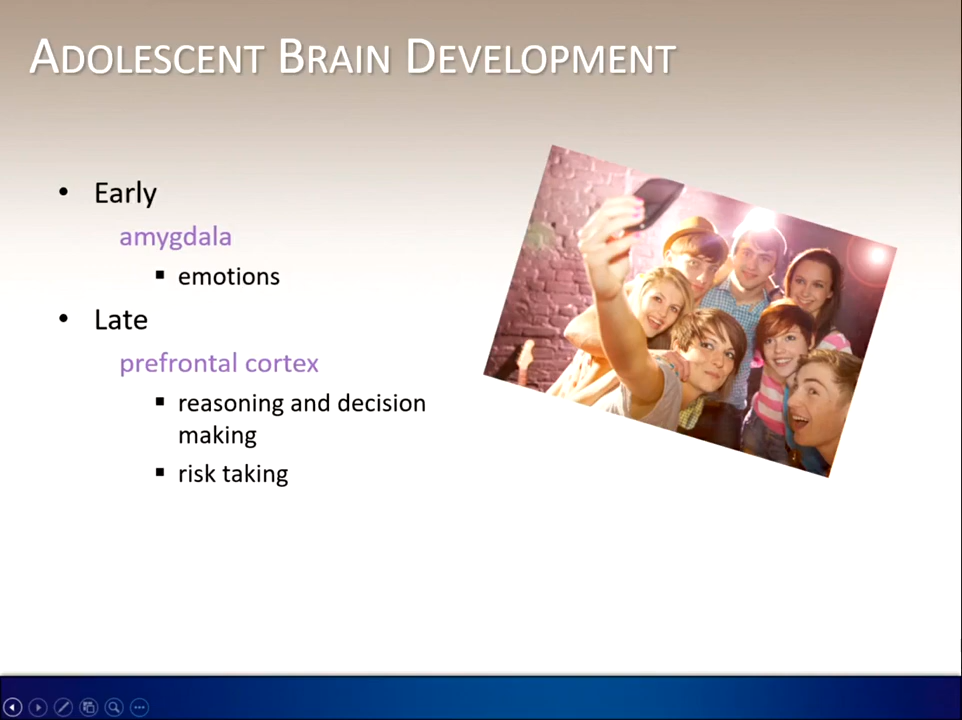 ADOLESCENT BRAIN DEVELOPMENT
• Early
amygdala
▪ emotions
• Late
prefrontal cortex
▪ reasoning and decision
making
▪ risk taking